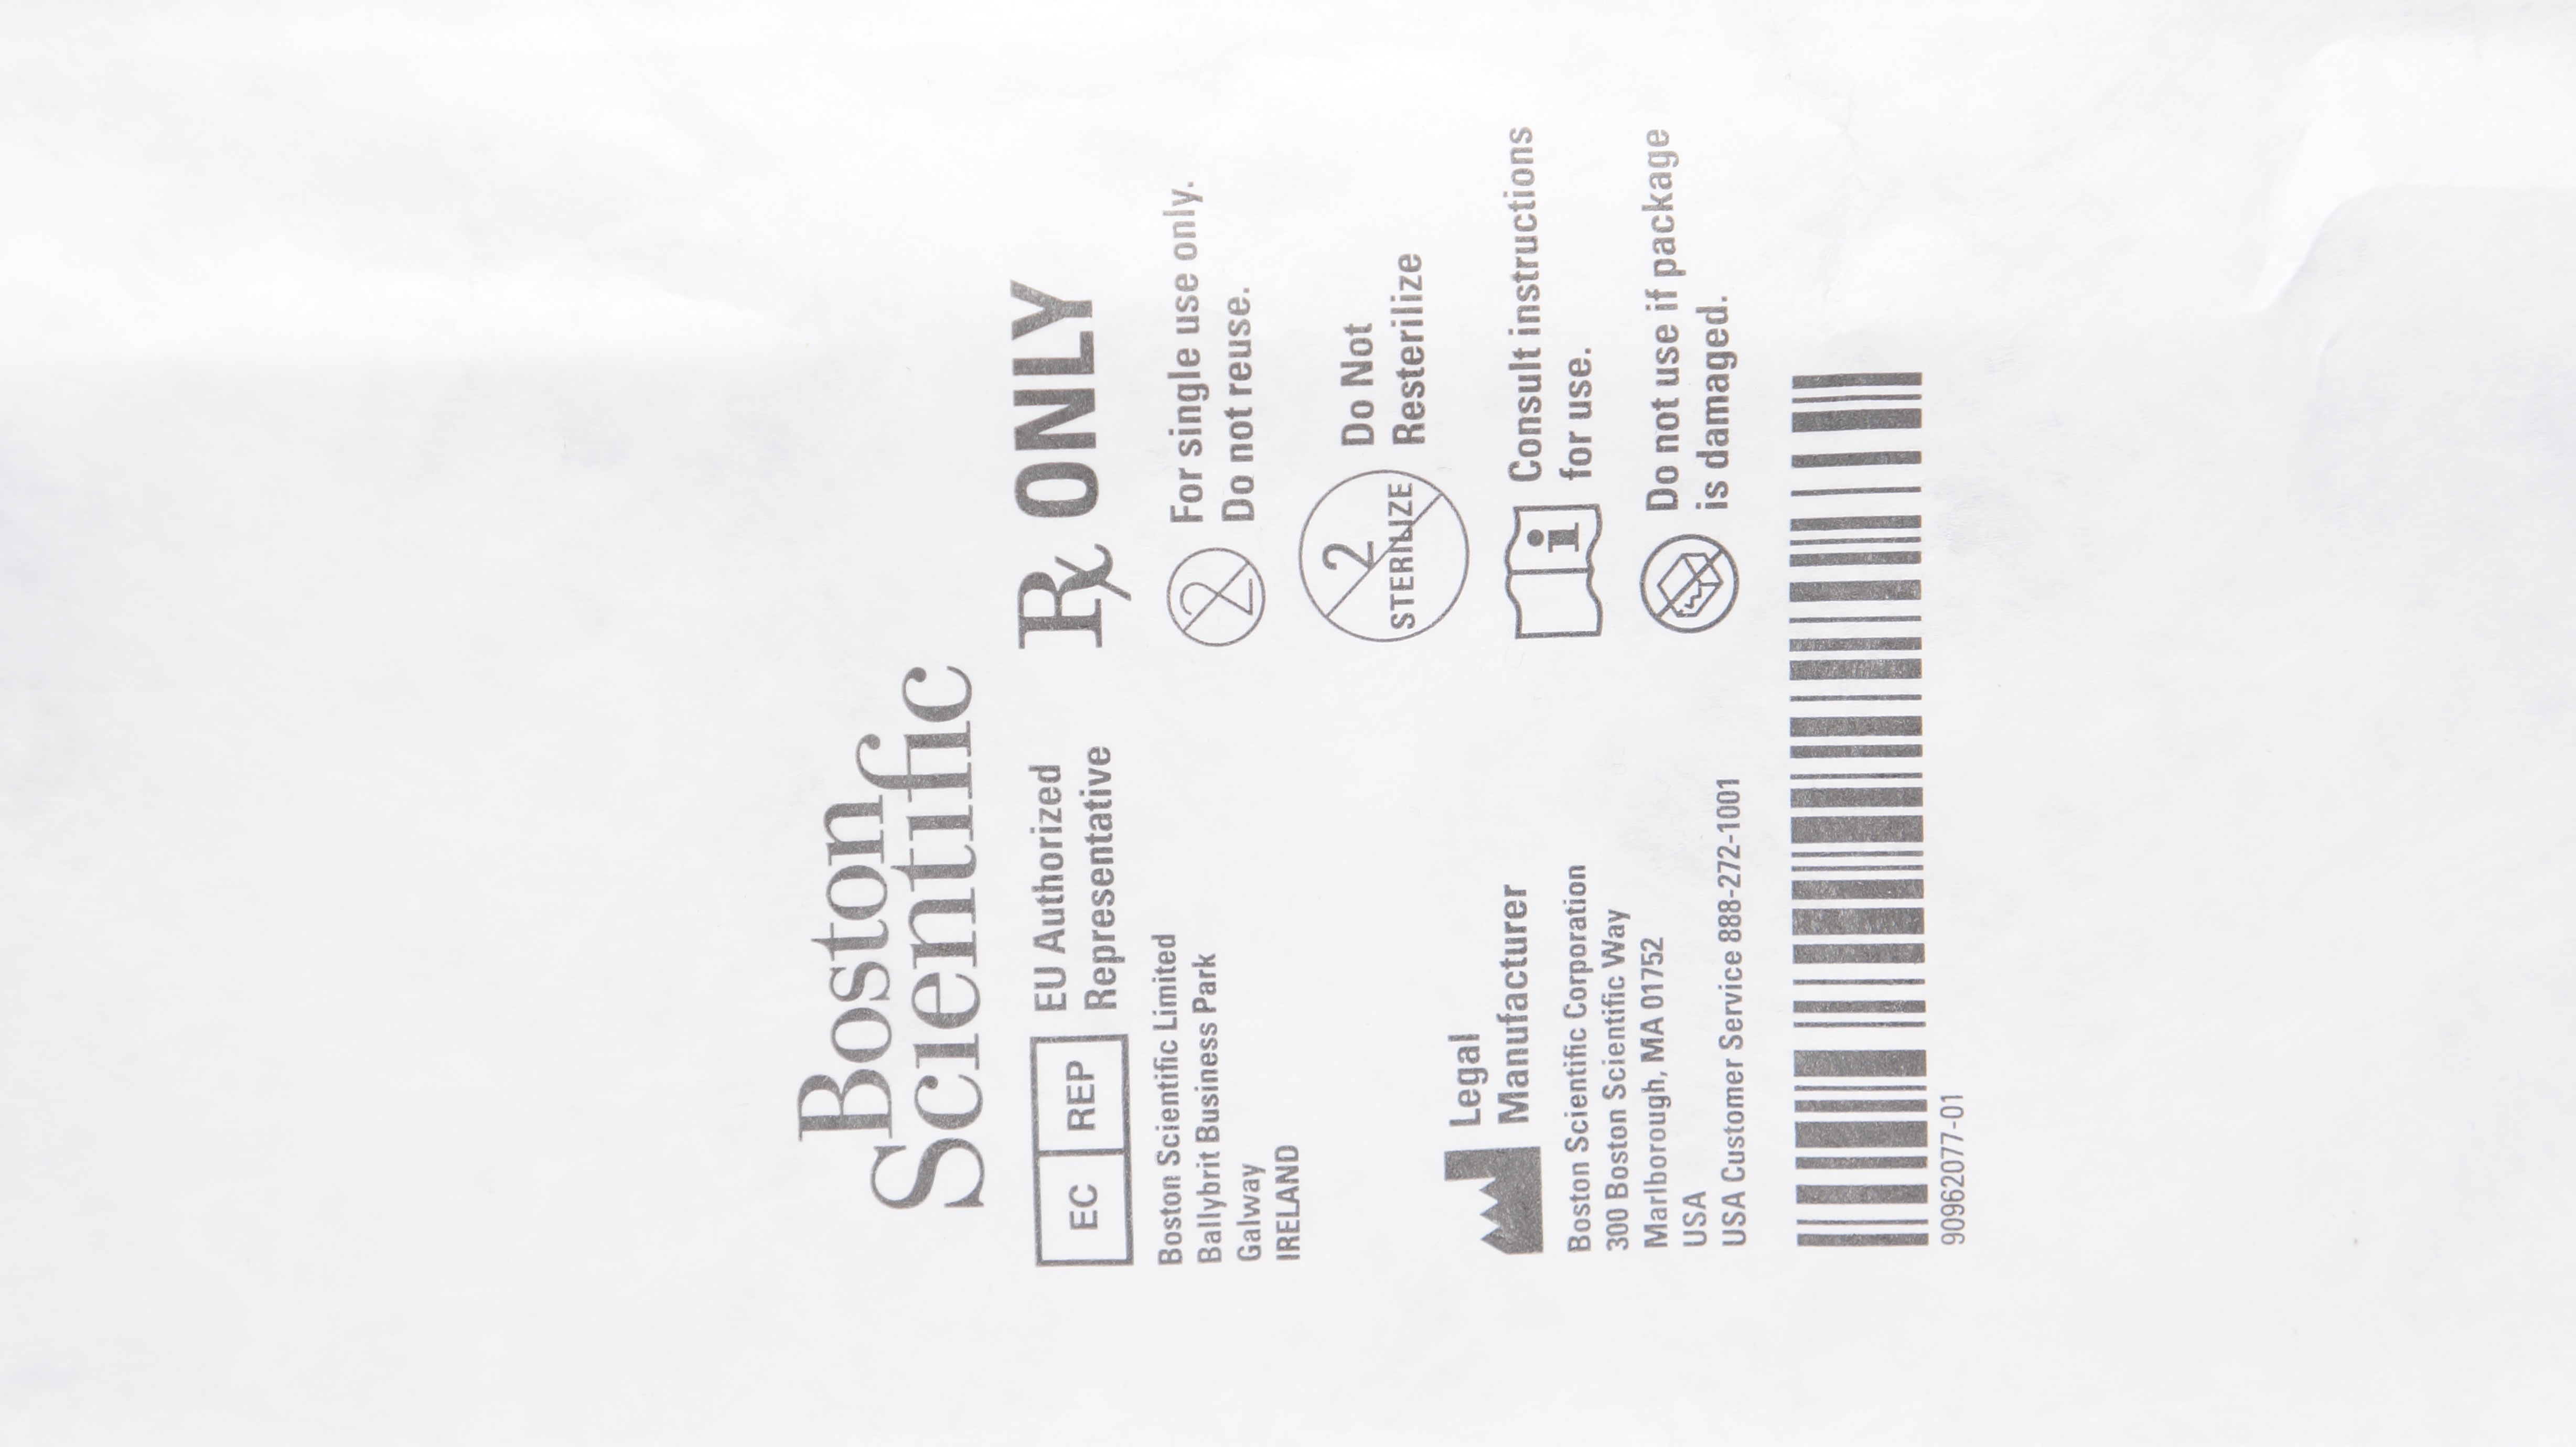 Boston
Scientific
EC REP EU Authorized
Representative
Boston Scientific Limited
Ballybrit Business Park
Galway
IRELAND
Legal
Manufacturer
Boston Scientific Corporation
300 Boston Scientific Way
Marlborough, MA 01752
USA
USA Customer Service 888-272-1001
℞ ONLY
2 For single use only.
Do not reuse.
2
STERILIZE
Do Not
Resterilize
i Consult instructions
for use.
Do not use if package
is damaged.
90962077-01